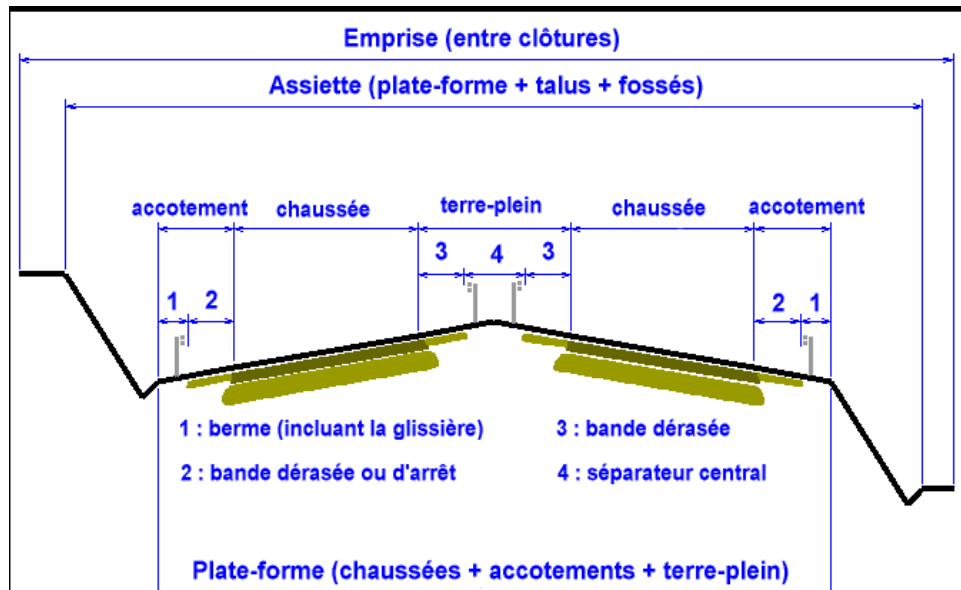 Emprise (entre clôtures)
Assiette (plate-forme + talus + fossés)
accotement chaussée terre-plein chaussée accotement
3 4 3
1 2 2 1
1 : berme (incluant la glissière) 3 : bande dérasée
2 : bande dérasée ou d'arrêt 4 : séparateur central
Plate-forme (chaussées + accotements + terre-plein)